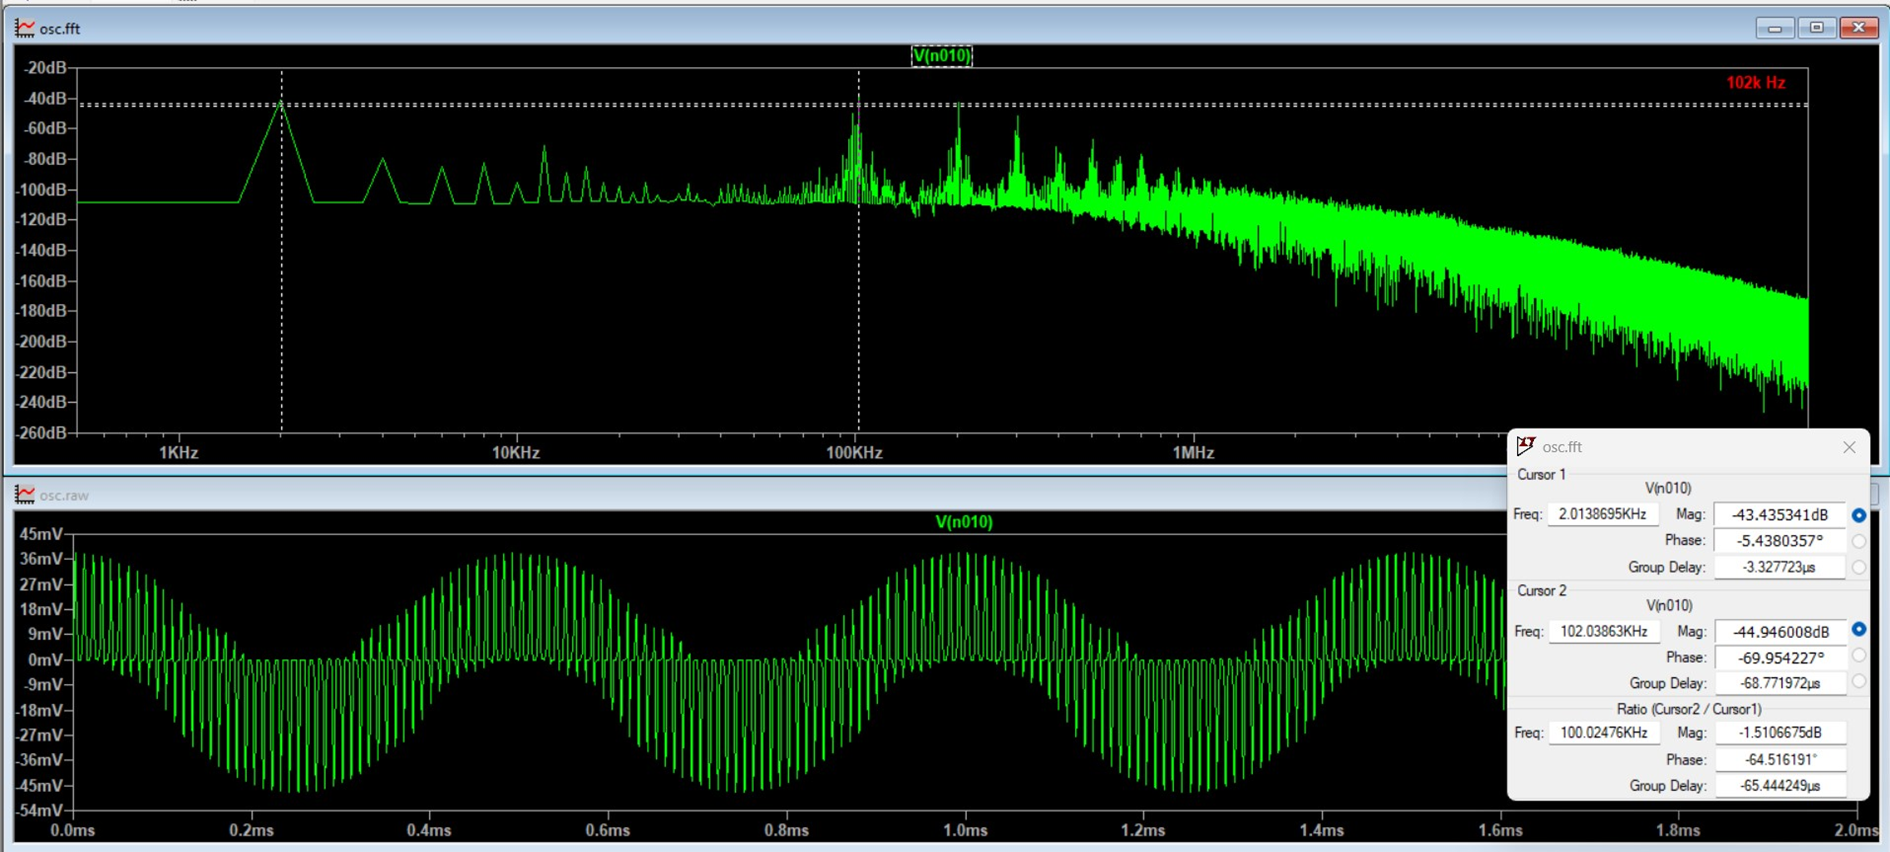 osc.fft
V(n010)
102k Hz
-20dB
-40dB
-60dB
-80dB
-100dB
-120dB
-140dB
-160dB
-180dB
-200dB
-220dB
-240dB
-260dB
1KHz 10KHz 100KHz 1MHz
osc.raw
V(n010)
45mV
36mV
27mV
18mV
9mV
0mV
-9mV
-18mV
-27mV
-36mV
-45mV
-54mV
0.0ms 0.2ms 0.4ms 0.6ms 0.8ms 1.0ms 1.2ms 1.4ms 1.6ms 1.8ms 2.0ms
osc.fft
Cursor 1
V(n010)
Freq: 2.0138695KHz Mag: -43.435341dB
Phase: -5.4380357°
Group Delay: -3.327723µs
Cursor 2
V(n010)
Freq: 102.03863KHz Mag: -44.946008dB
Phase: -69.954227°
Group Delay: -68.771972µs
Ratio (Cursor2 / Cursor1)
Freq: 100.02476KHz Mag: -1.5106675dB
Phase: -64.516191°
Group Delay: -65.444249µs